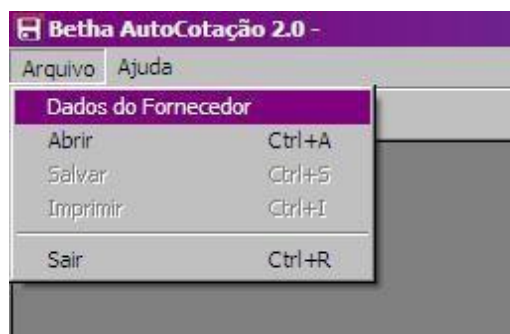 Betha AutoCotação 2.0 -
Arquivo Ajuda
Dados do Fornecedor
Abrir Ctrl+A
Salvar Ctrl+S
Imprimir Ctrl+I
Sair Ctrl+R